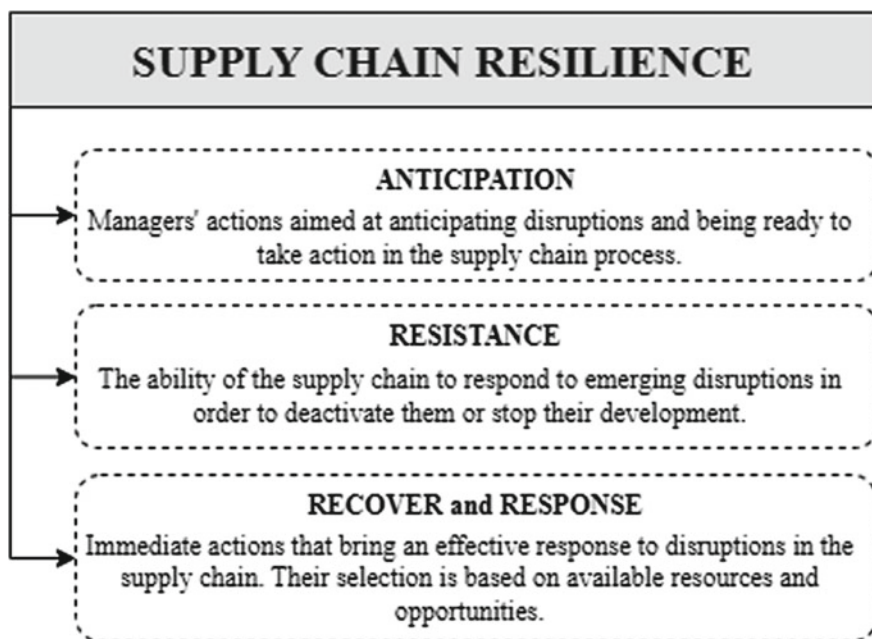 SUPPLY CHAIN RESILIENCE
ANTICIPATION
Managers' actions aimed at anticipating disruptions and being ready to
take action in the supply chain process.
RESISTANCE
The ability of the supply chain to respond to emerging disruptions in
order to deactivate them or stop their development.
RECOVER and RESPONSE
Immediate actions that bring an effective response to disruptions in the
supply chain. Their selection is based on available resources and
opportunities.